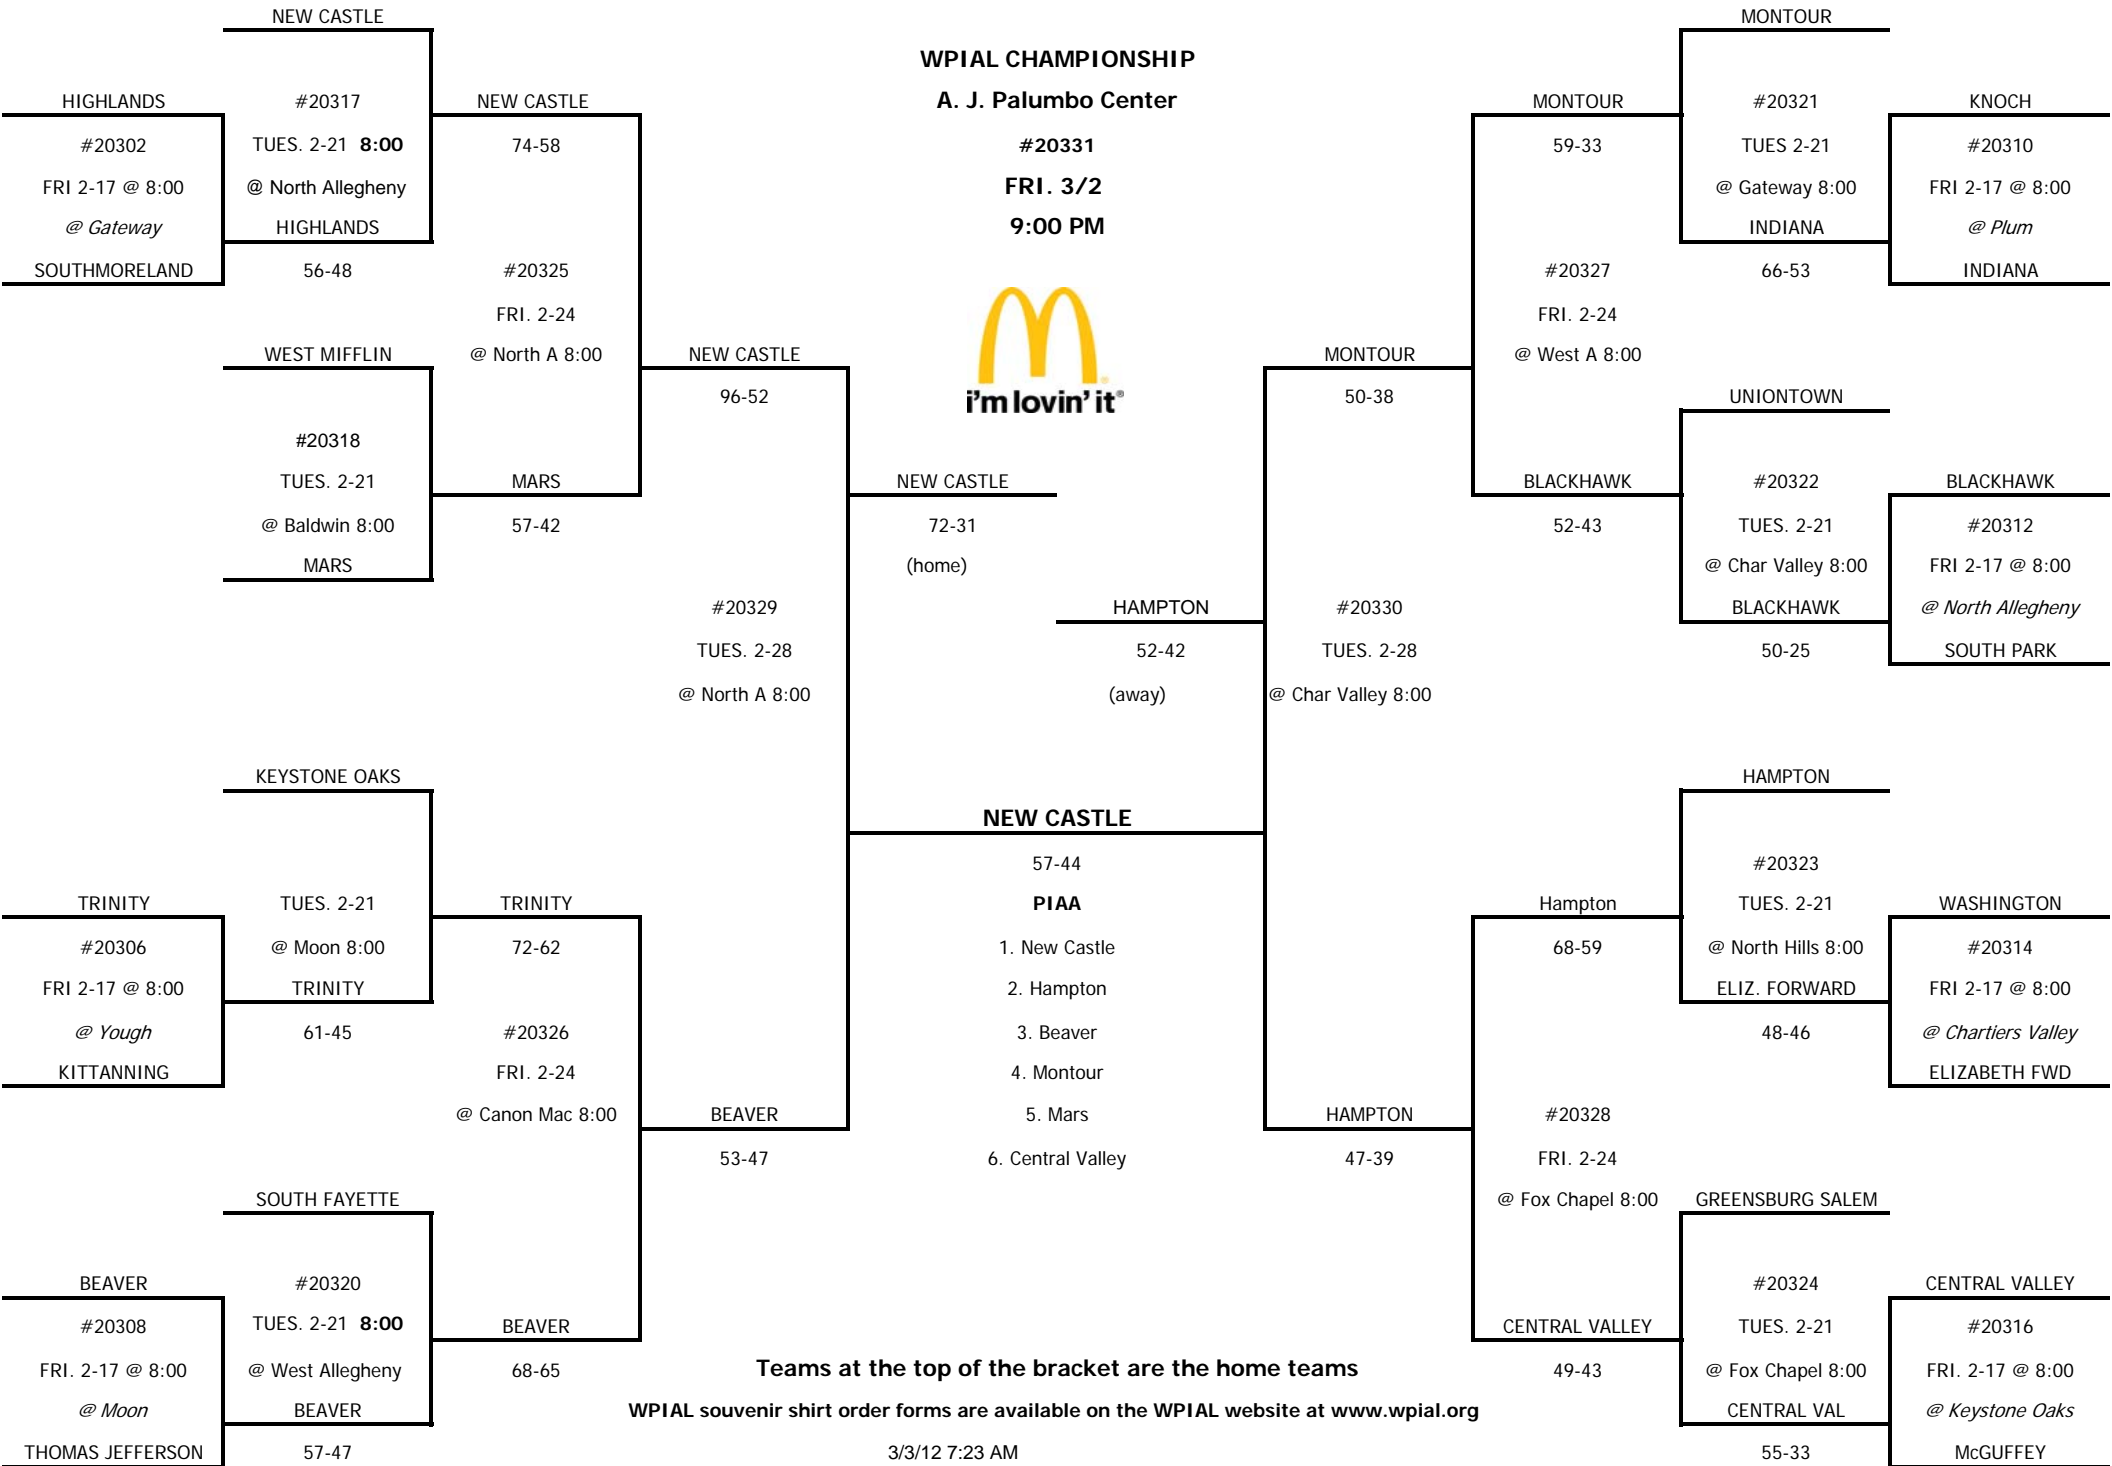 NEW CASTLE
MONTOUR
WPIAL CHAMPIONSHIP
HIGHLANDS
#20317
NEW CASTLE
A. J. Palumbo Center
MONTOUR
#20321
KNOCH
#20302
TUES. 2-21 8:00
74-58
#20331
59-33
TUES 2-21
#20310
FRI 2-17 @ 8:00
@ North Allegheny
FRI. 3/2
@ Gateway 8:00
FRI 2-17 @ 8:00
@ Gateway
HIGHLANDS
9:00 PM
INDIANA
@ Plum
SOUTHMORELAND
56-48
#20325
#20327
66-53
INDIANA
FRI. 2-24
FRI. 2-24
WEST MIFFLIN
@ North A 8:00
NEW CASTLE
MONTOUR
@ West A 8:00
96-52
i'm lovin' it®
50-38
UNIONTOWN
#20318
TUES. 2-21
MARS
NEW CASTLE
BLACKHAWK
#20322
BLACKHAWK
@ Baldwin 8:00
57-42
72-31
52-43
TUES. 2-21
#20312
MARS
(home)
@ Char Valley 8:00
FRI 2-17 @ 8:00
#20329
HAMPTON
#20330
BLACKHAWK
@ North Allegheny
TUES. 2-28
52-42
TUES. 2-28
50-25
SOUTH PARK
@ North A 8:00
(away)
@ Char Valley 8:00
KEYSTONE OAKS
HAMPTON
NEW CASTLE
57-44
#20323
TRINITY
TUES. 2-21
TRINITY
PIAA
Hampton
TUES. 2-21
WASHINGTON
#20306
@ Moon 8:00
72-62
1. New Castle
68-59
@ North Hills 8:00
#20314
FRI 2-17 @ 8:00
TRINITY
2. Hampton
ELIZ. FORWARD
FRI 2-17 @ 8:00
@ Yough
61-45
#20326
3. Beaver
48-46
@ Chartiers Valley
KITTANNING
FRI. 2-24
4. Montour
ELIZABETH FWD
@ Canon Mac 8:00
BEAVER
5. Mars
HAMPTON
#20328
53-47
6. Central Valley
47-39
FRI. 2-24
SOUTH FAYETTE
@ Fox Chapel 8:00
GREENSBURG SALEM
BEAVER
#20320
#20324
CENTRAL VALLEY
#20308
TUES. 2-21 8:00
BEAVER
CENTRAL VALLEY
TUES. 2-21
#20316
FRI. 2-17 @ 8:00
@ West Allegheny
68-65
Teams at the top of the bracket are the home teams
49-43
@ Fox Chapel 8:00
FRI. 2-17 @ 8:00
@ Moon
BEAVER
WPIAL souvenir shirt order forms are available on the WPIAL website at www.wpial.org
CENTRAL VAL
@ Keystone Oaks
THOMAS JEFFERSON
57-47
3/3/12 7:23 AM
55-33
McGUFFEY